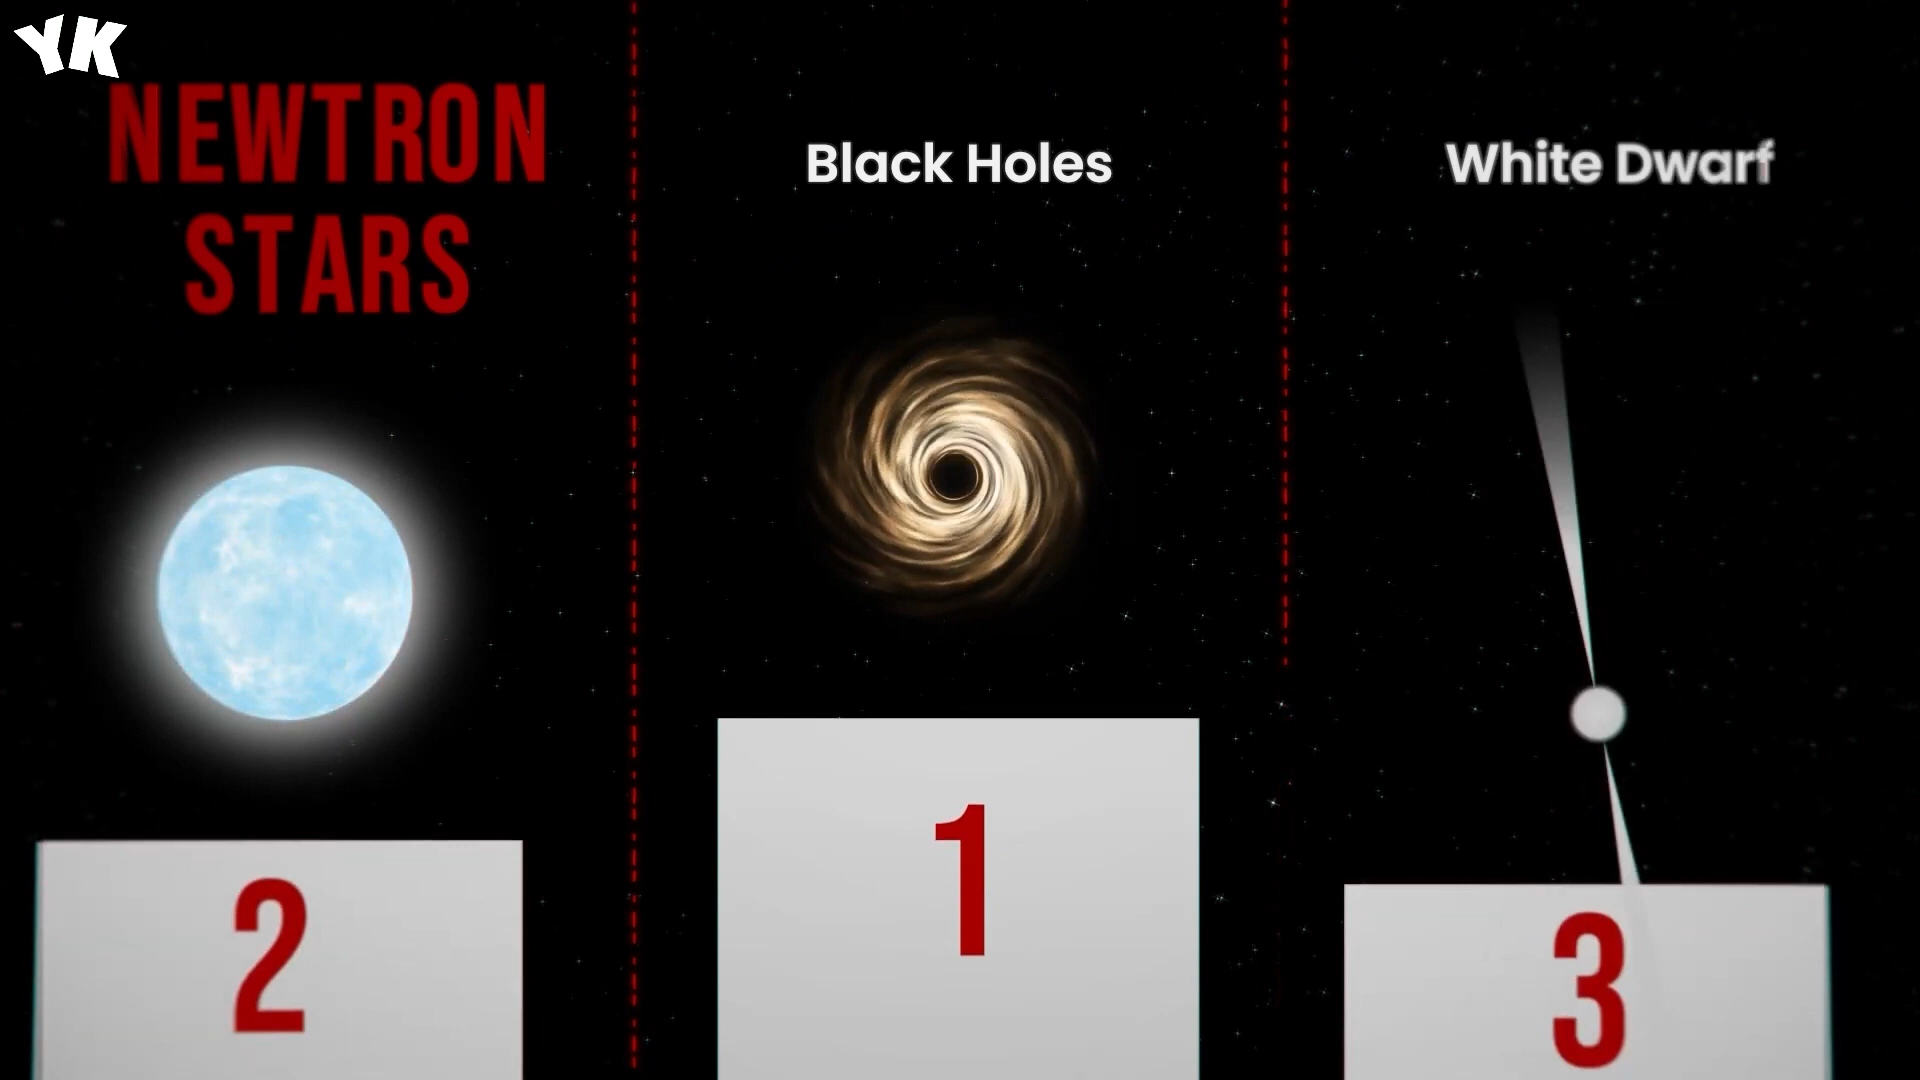 YK
NEWTRON
STARS
Black Holes
White Dwarf
2
1
3